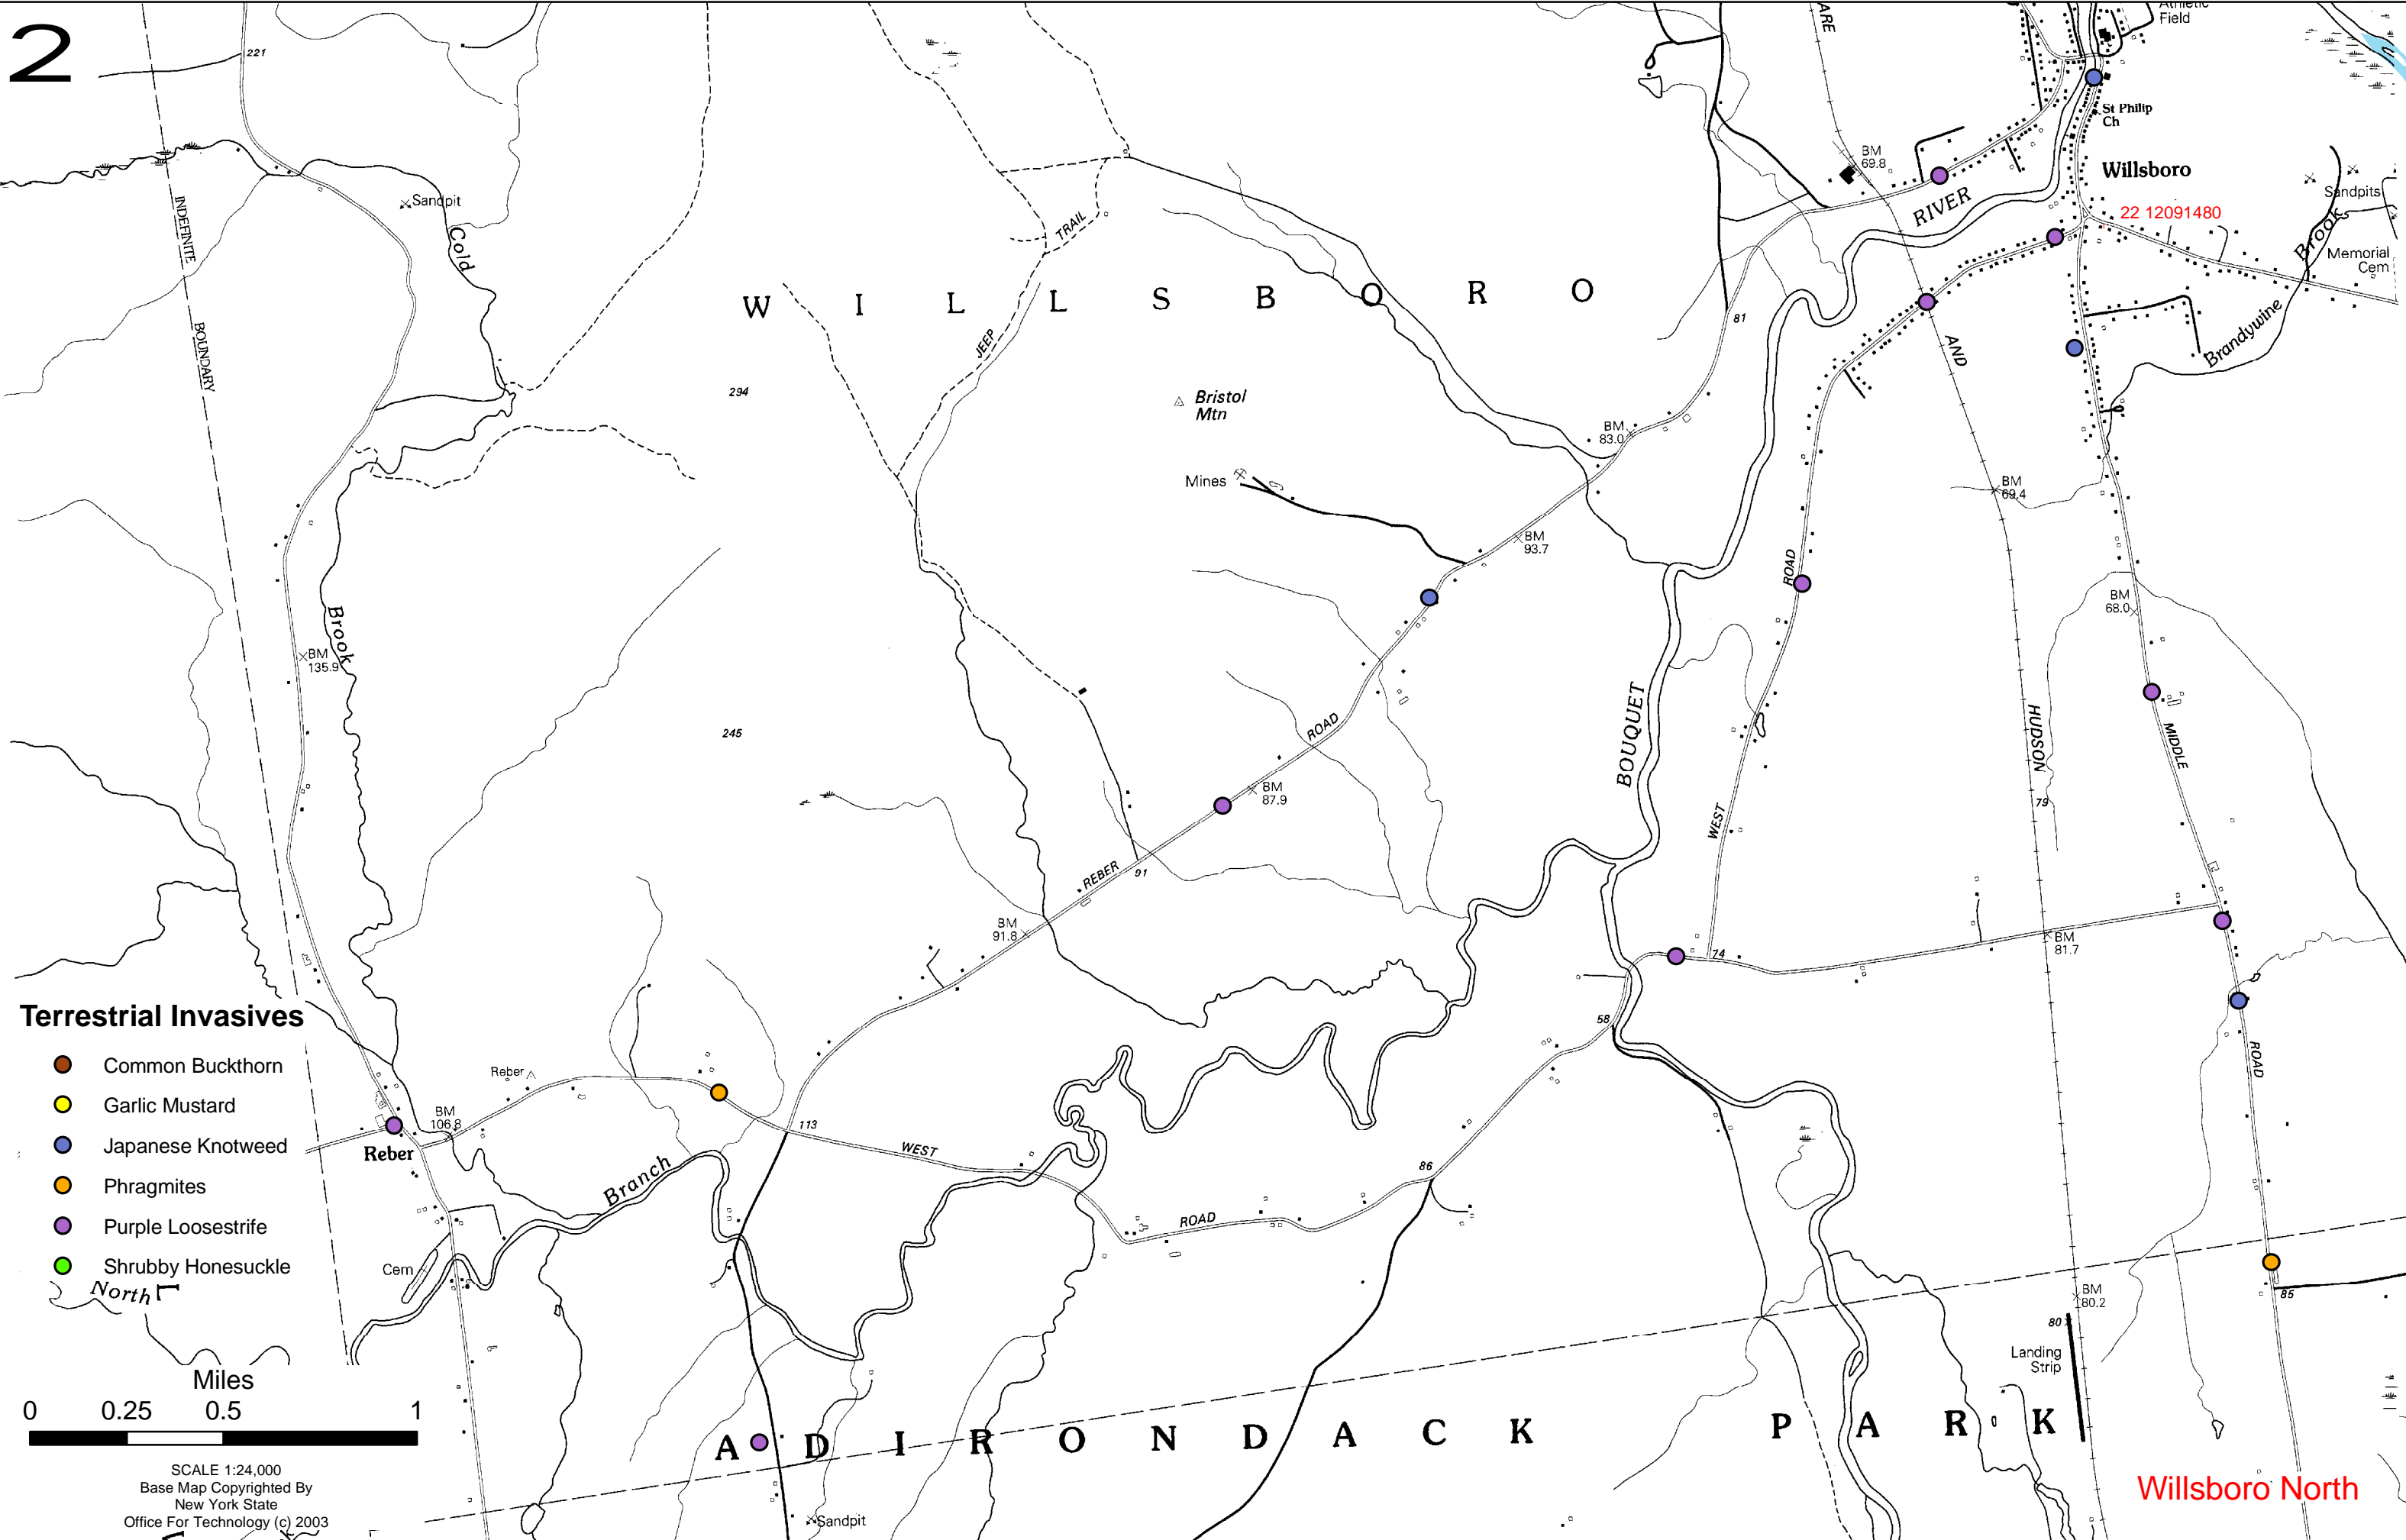 2
221
ARE
Athletic
Field
St Philip
Ch
BM
69.8
Willsboro
INDEFINITE
BOUNDARY
Sandpit
Cold
TRAIL
RIVER
22 12091480
Sandpits
Brook
Memorial
Cem
W I L L S B O R O
81
JEEP
AND
Brandywine
294
Bristol
Mtn
BM
83.0
Mines
BM
69.4
BM
93.7
ROAD
BM
68.0
Brook
BM
135.9
BOUQUET
HUDSON
MIDDLE
245
ROAD
BM
87.9
79
WEST
REBER
91
BM
91.8
74
BM
81.7
58
ROAD
Terrestrial Invasives
Common Buckthorn
Garlic Mustard
Japanese Knotweed
Phragmites
Purple Loosestrife
Shrubby Honesuckle
Reber
BM
106.8
Reber
113
WEST
86
Branch
ROAD
Cem
North
BM
80.2
85
80
Landing
Strip
Miles
0 0.25 0.5 1
A D I R O N D A C K P A R K
SCALE 1:24,000
Base Map Copyrighted By
New York State
Office For Technology (c) 2003
Sandpit
Willsboro North